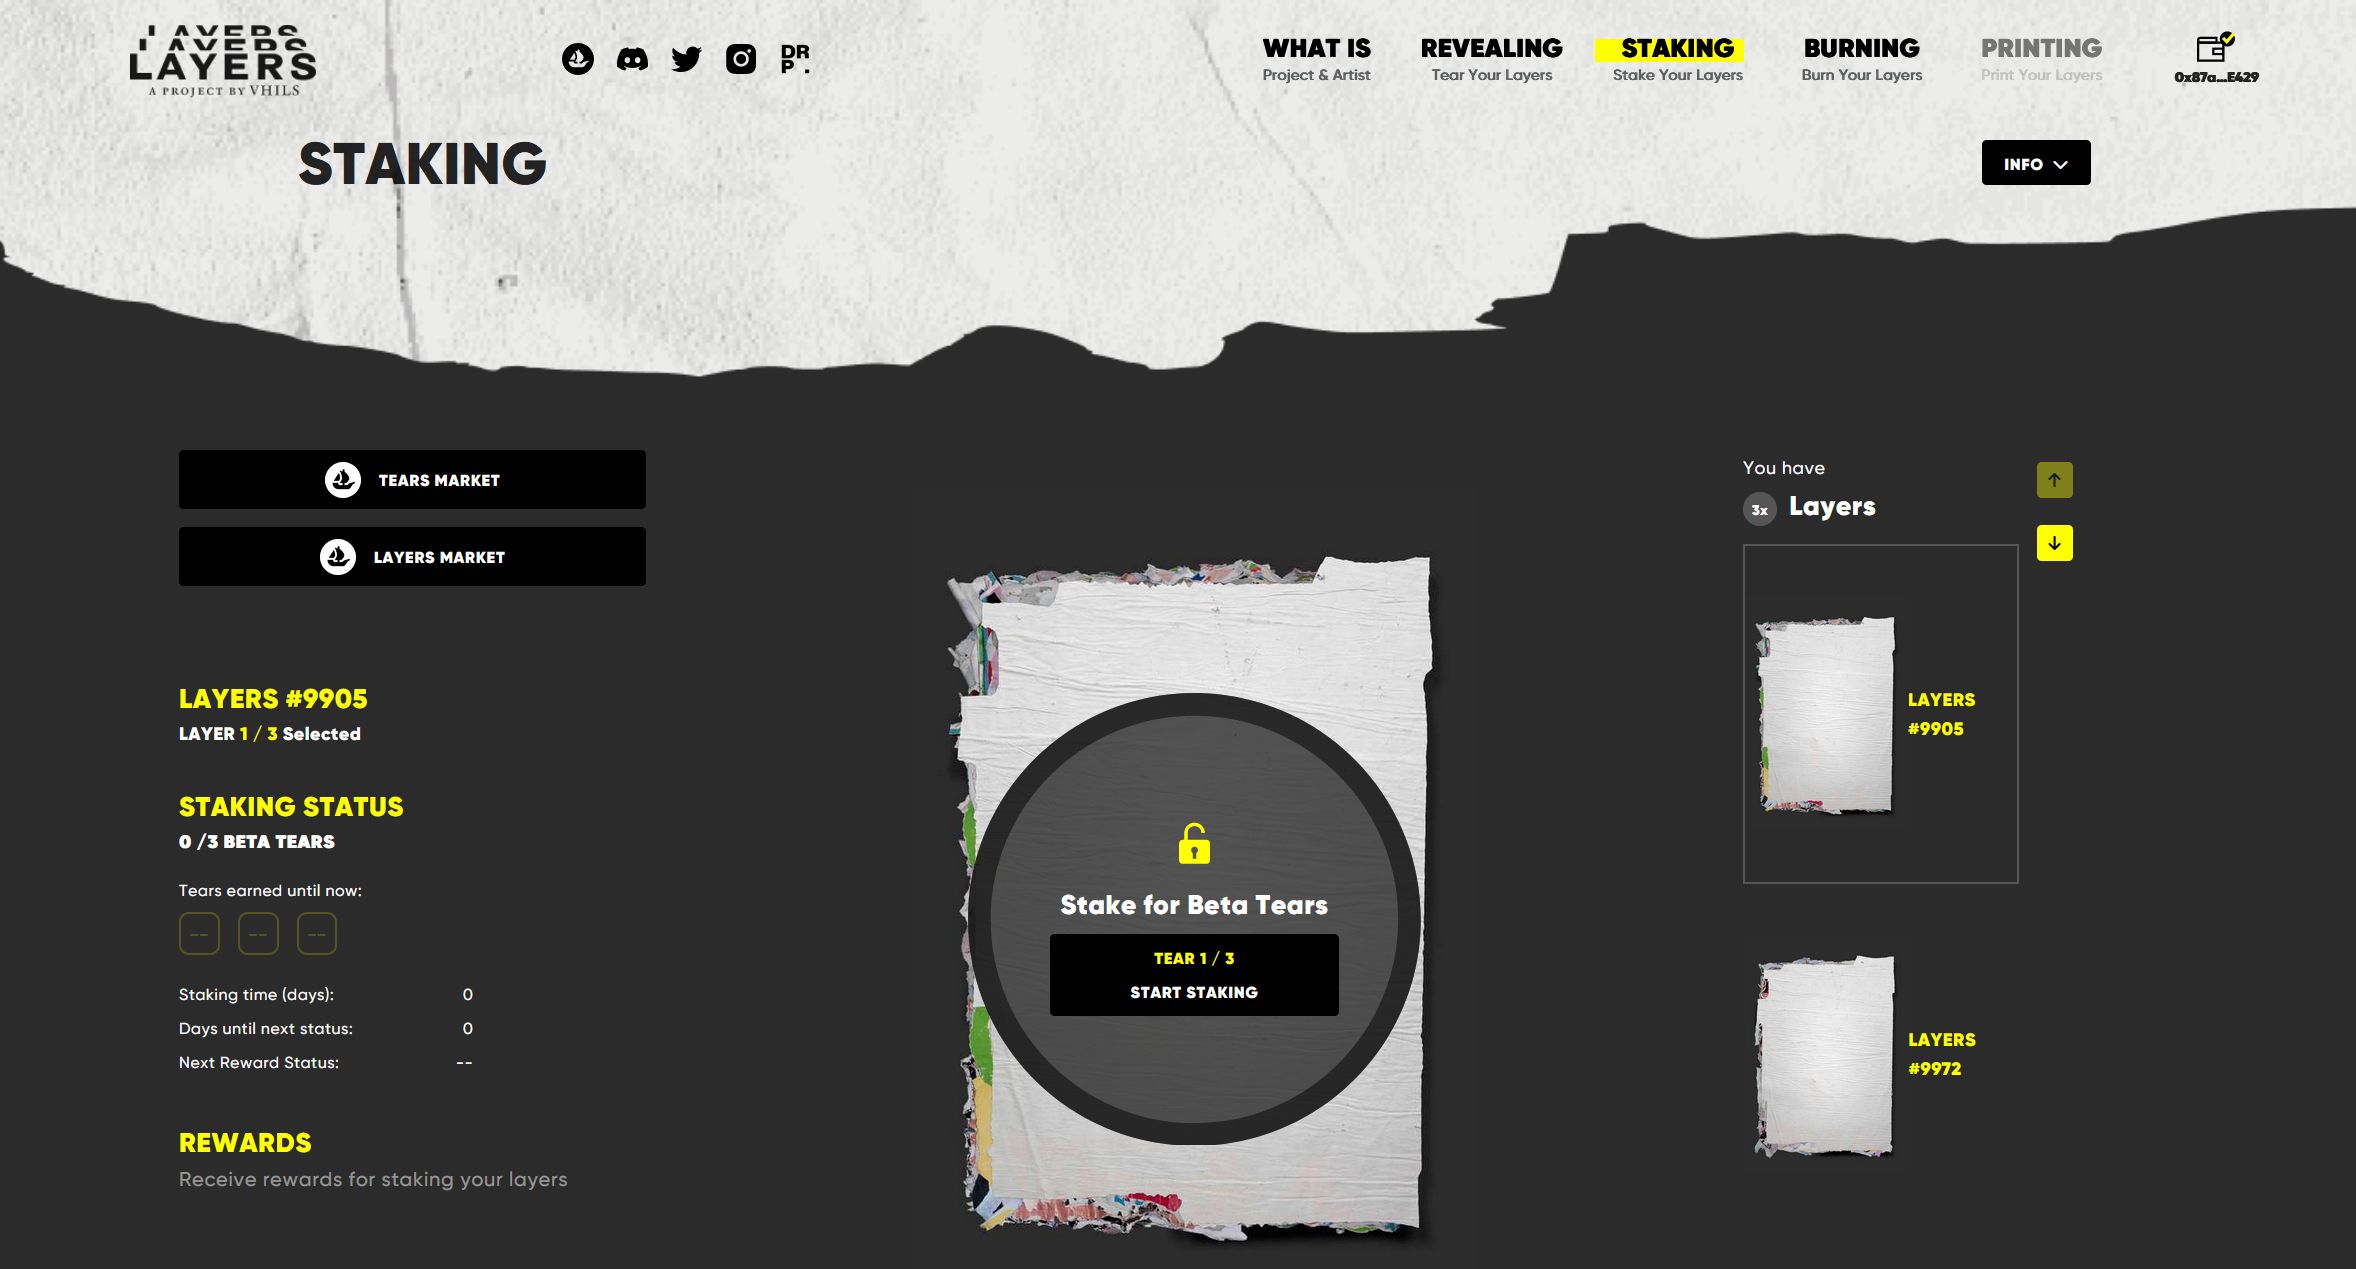 LAYERS
LAYERS
LAYERS
A PROJECT BY VHILS
DR
P .
WHAT IS
Project & Artist
REVEALING
Tear Your Layers
STAKING
Stake Your Layers
BURNING
Burn Your Layers
PRINTING
Print Your Layers
0x87a...E429
STAKING
INFO
TEARS MARKET
LAYERS MARKET
LAYERS #9905
LAYER 1 / 3 Selected
STAKING STATUS
0 /3 BETA TEARS
Tears earned until now:
-- -- --
Staking time (days): 0
Days until next status: 0
Next Reward Status: --
REWARDS
Receive rewards for staking your layers
Stake for Beta Tears
TEAR 1 / 3
START STAKING
You have
3x Layers
LAYERS
#9905
LAYERS
#9972